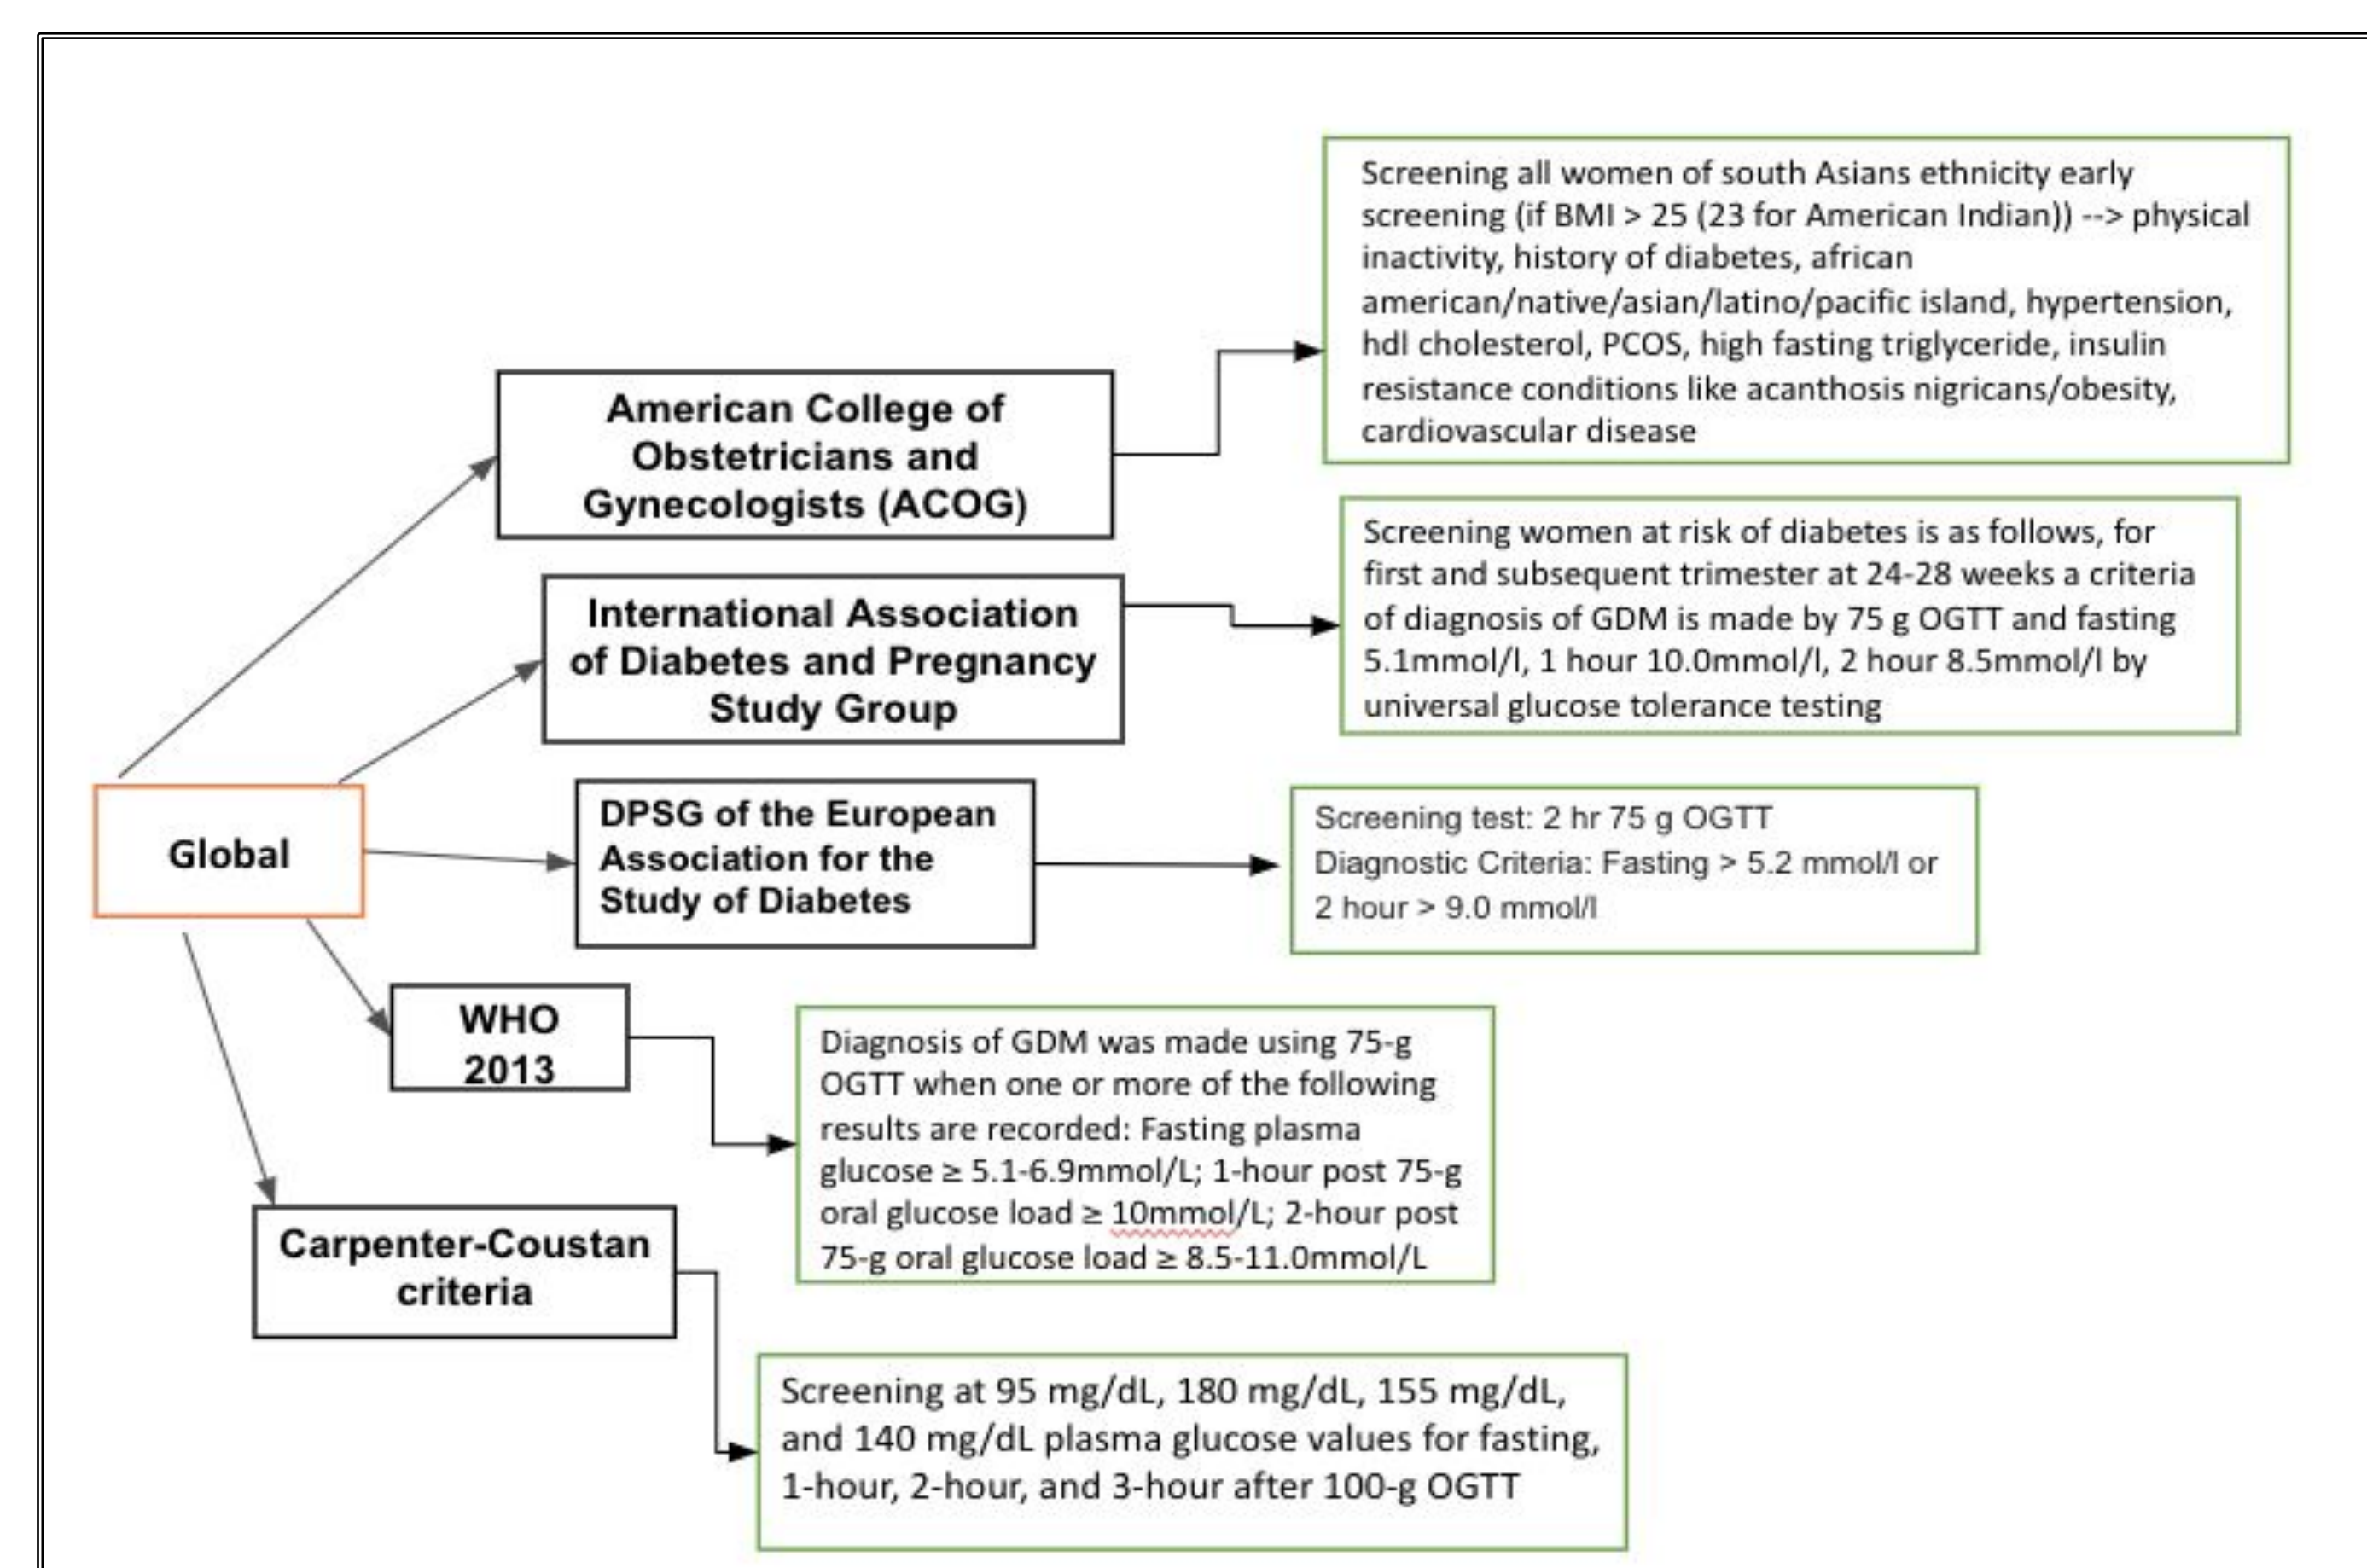 Screening all women of south Asians ethnicity early
screening (if BMI > 25 (23 for American Indian)) --> physical
inactivity, history of diabetes, african
american/native/asian/latino/pacific island, hypertension,
hdl cholesterol, PCOS, high fasting triglyceride, insulin
resistance conditions like acanthosis nigricans/obesity,
cardiovascular disease
American College of
Obstetricians and
Gynecologists (ACOG)
Screening women at risk of diabetes is as follows, for
first and subsequent trimester at 24-28 weeks a criteria
of diagnosis of GDM is made by 75 g OGTT and fasting
5.1mmol/l, 1 hour 10.0mmol/l, 2 hour 8.5mmol/l by
universal glucose tolerance testing
International Association
of Diabetes and Pregnancy
Study Group
Global
DPSG of the European
Association for the
Study of Diabetes
Screening test: 2 hr 75 g OGTT
Diagnostic Criteria: Fasting > 5.2 mmol/l or
2 hour > 9.0 mmol/l
WHO
2013
Diagnosis of GDM was made using 75-g
OGTT when one or more of the following
results are recorded: Fasting plasma
glucose ≥ 5.1-6.9mmol/L; 1-hour post 75-g
oral glucose load ≥ 10mmol/L; 2-hour post
75-g oral glucose load ≥ 8.5-11.0mmol/L
Carpenter-Coustan
criteria
Screening at 95 mg/dL, 180 mg/dL, 155 mg/dL,
and 140 mg/dL plasma glucose values for fasting,
1-hour, 2-hour, and 3-hour after 100-g OGTT